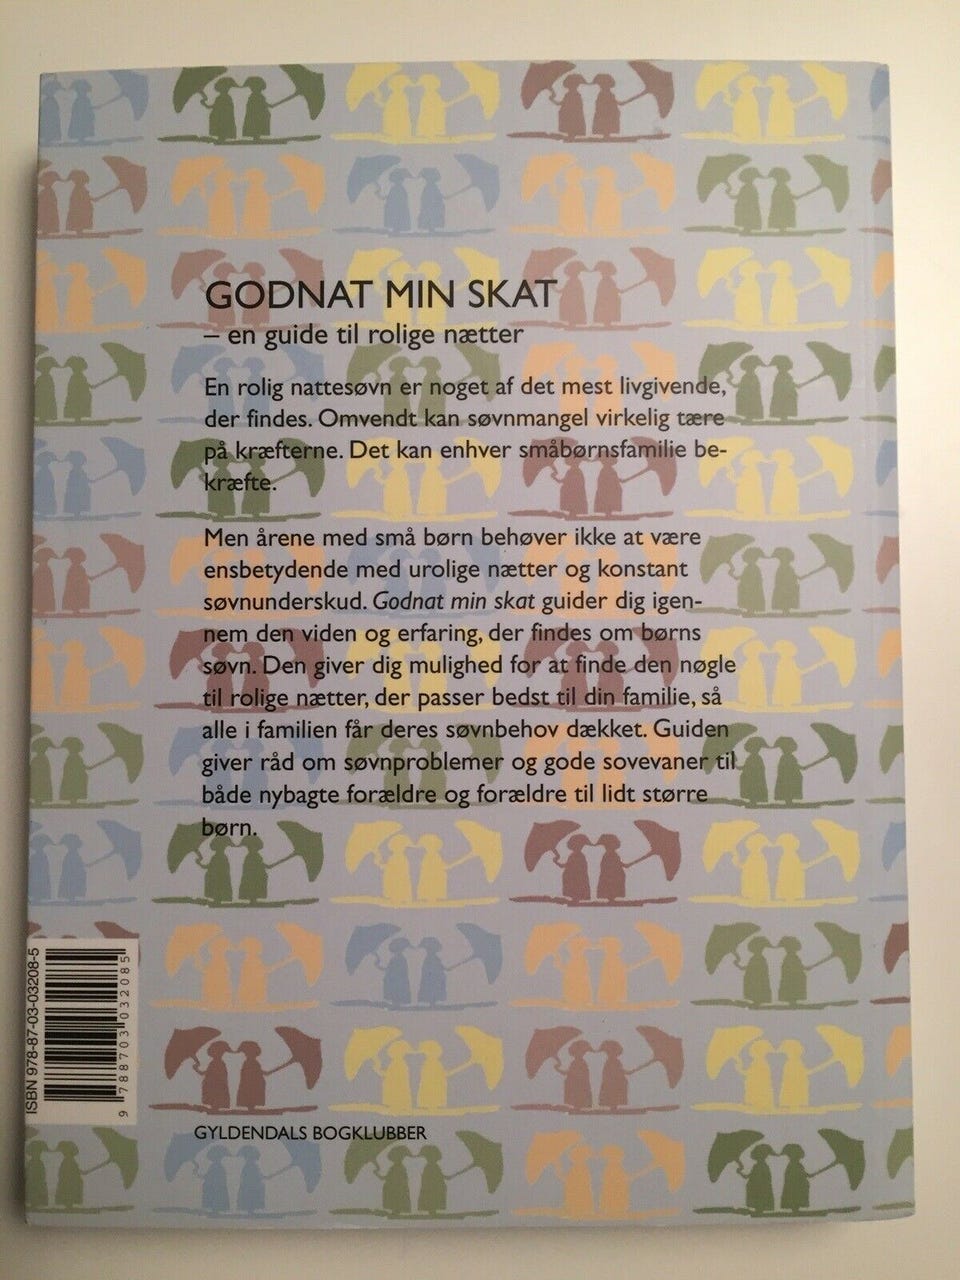 GODNAT MIN SKAT
– en guide til rolige nætter
En rolig nattesøvn er noget af det mest livgivende,
der findes. Omvendt kan søvnmangel virkelig tære
på kræfterne. Det kan enhver småbørnsfamilie be-
kræfte.
Men årene med små børn behøver ikke at være
ensbetydende med urolige nætter og konstant
søvnunderskud. Godnat min skat guider dig igen-
nem den viden og erfaring, der findes om børns
søvn. Den giver dig mulighed for at finde den nøgle
til rolige nætter, der passer bedst til din familie, så
alle i familien får deres søvnbehov dækket. Guiden
giver råd om søvnproblemer og gode sovevaner til
både nybagte forældre og forældre til lidt større
børn.
ISBN 978-87-03-03208-5
9 788703 032085
GYLDENDALS BOGKLUBBER